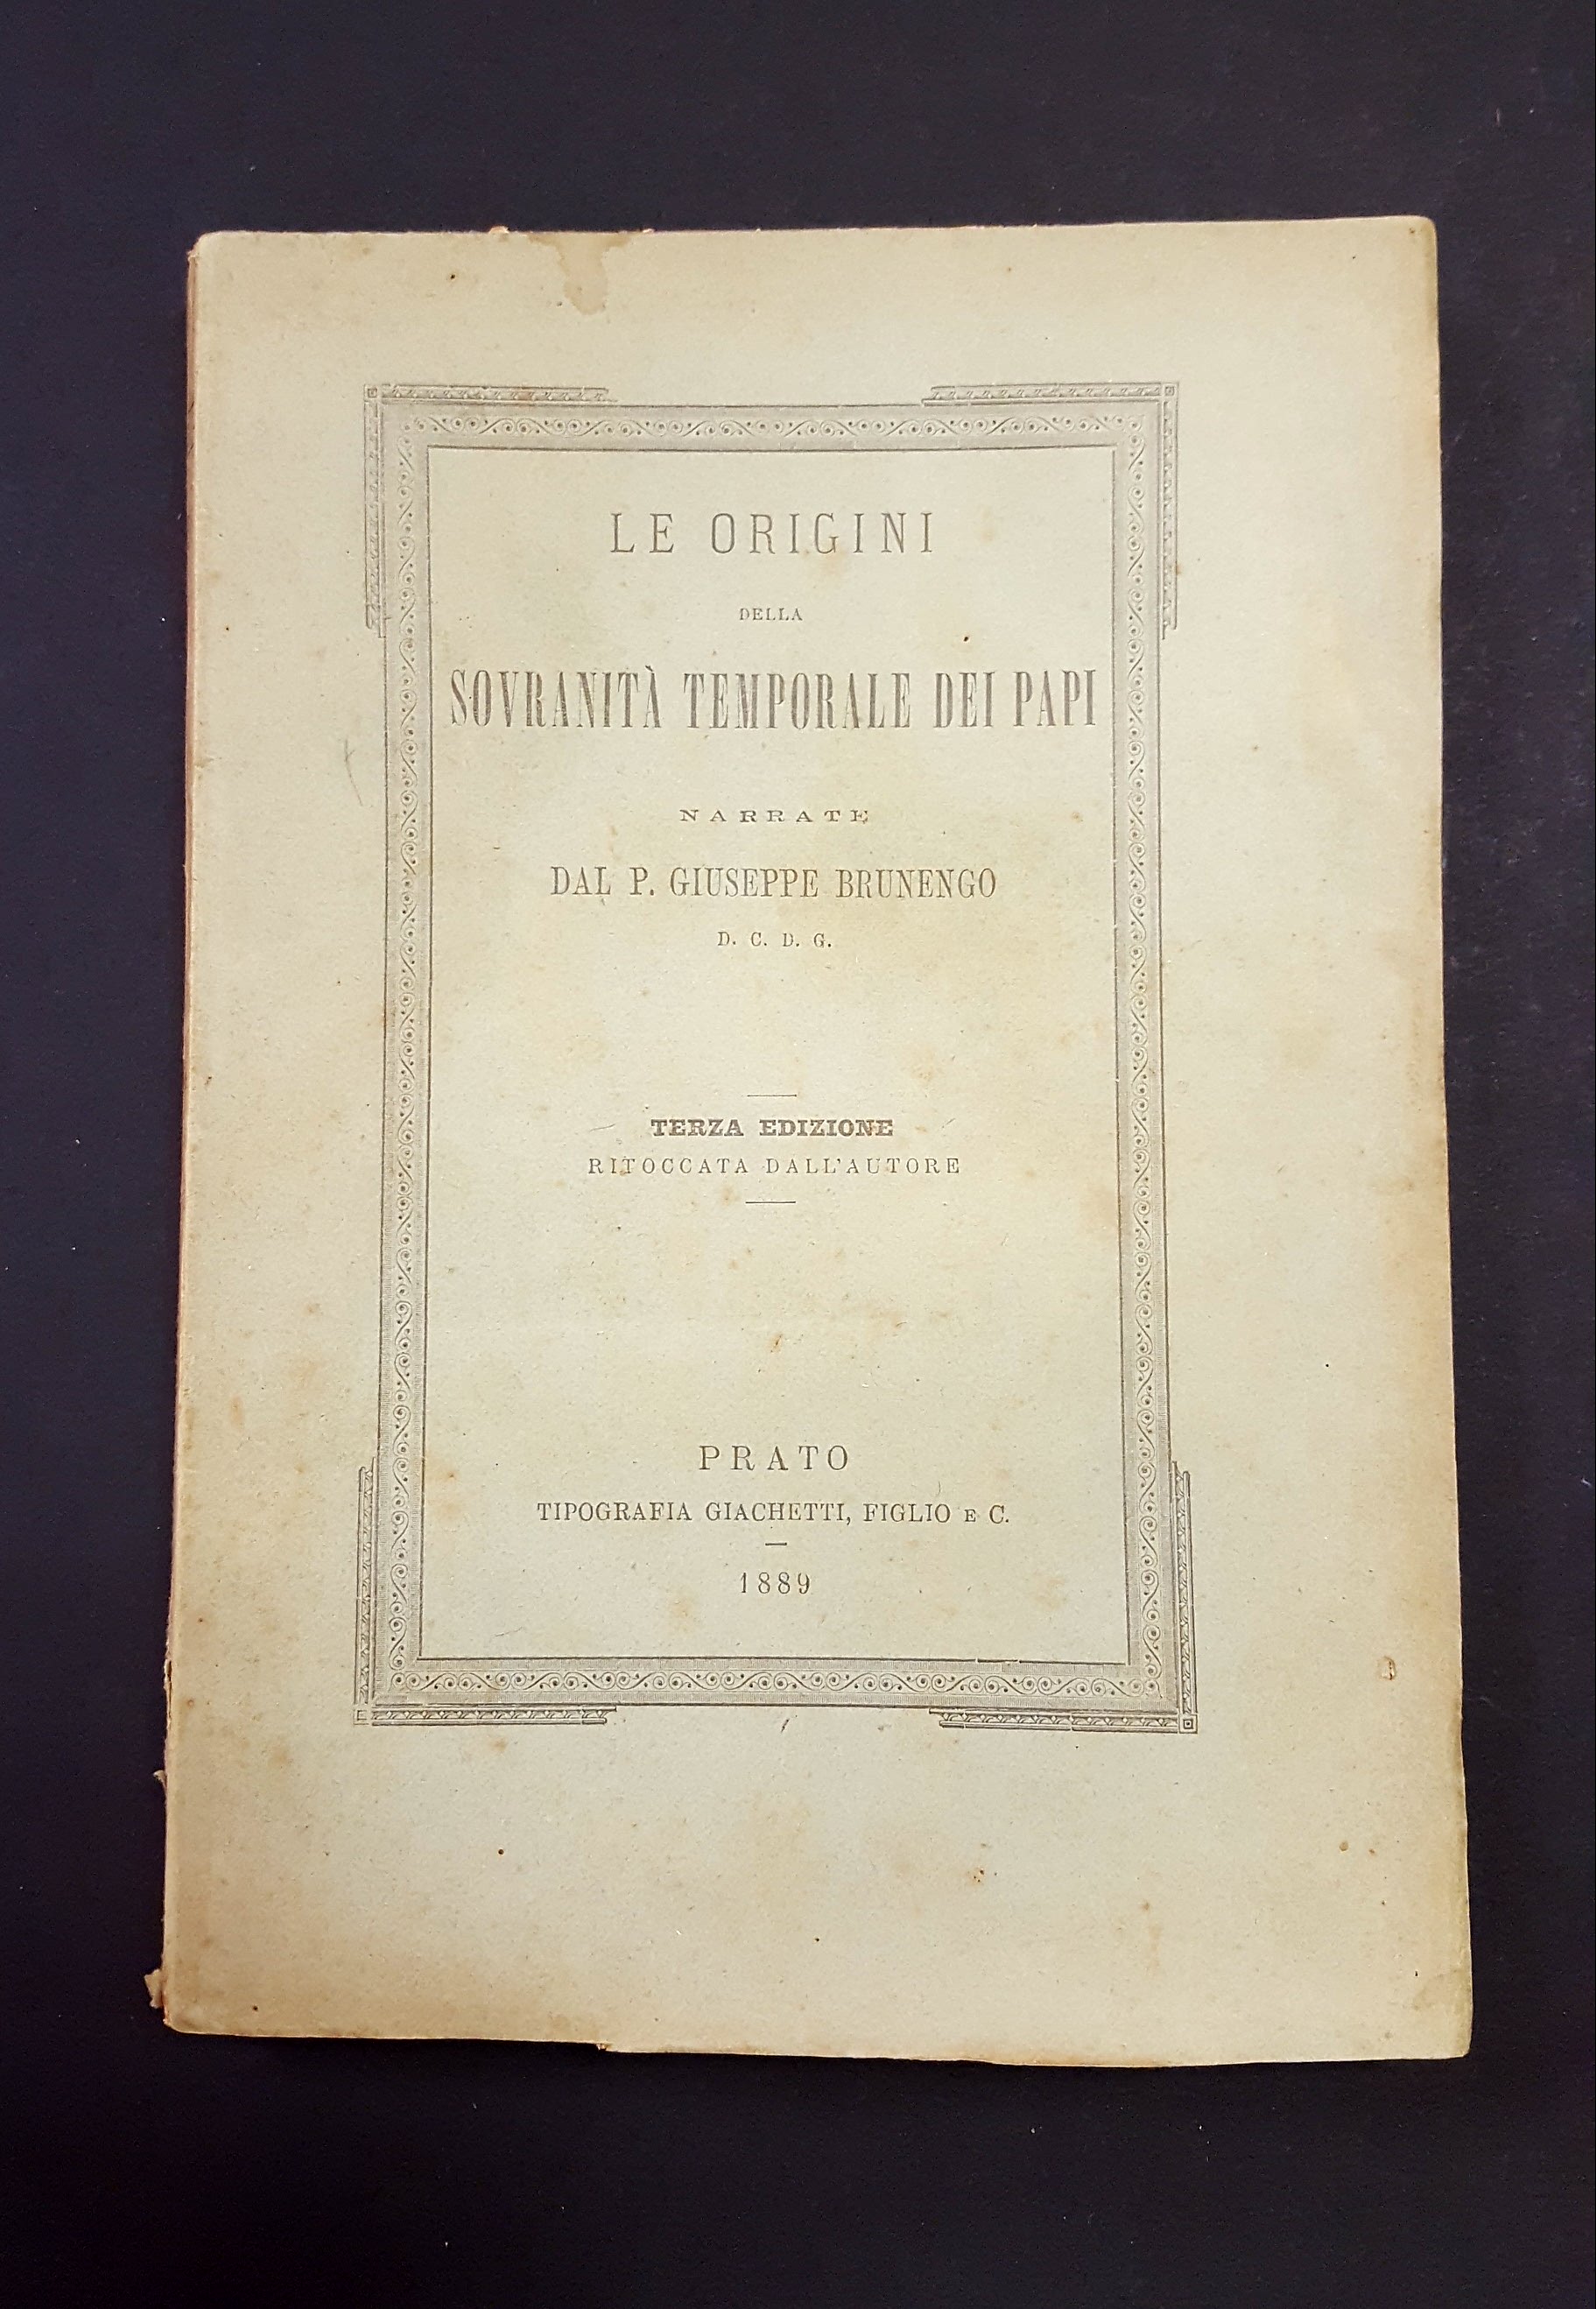 LE ORIGINI
DELLA
SOVRANITÀ TEMPORALE DEI PAPI
NARRATE
DAL P. GIUSEPPE BRUNENGO
D. C. D. G.
TERZA EDIZIONE
RITOCCATA DALL'AUTORE
PRATO
TIPOGRAFIA GIACHETTI, FIGLIO E C.
1889